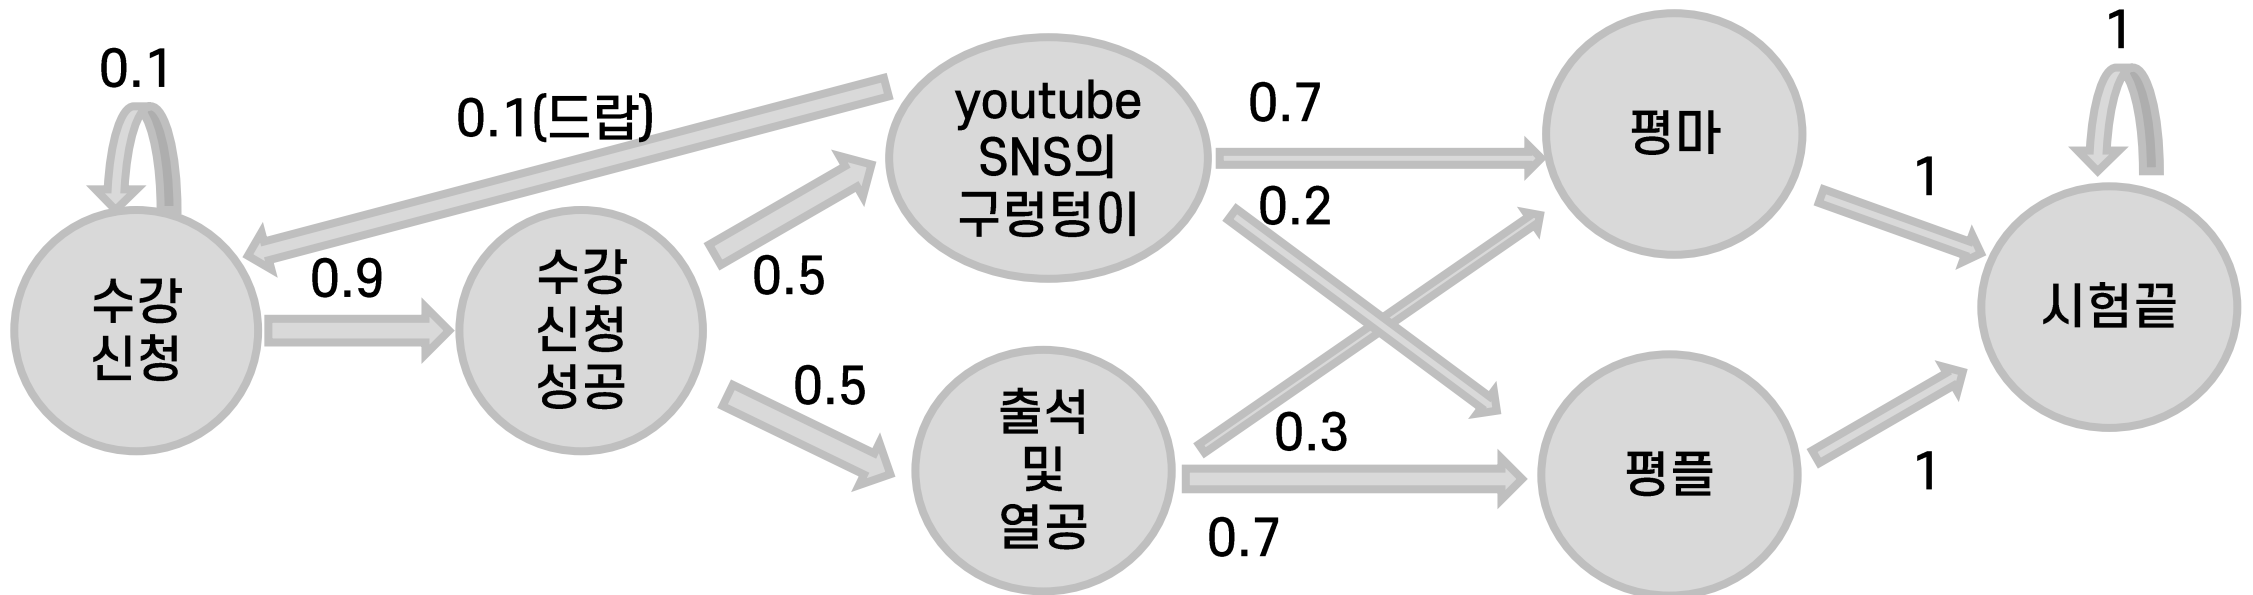 0.1
수강
신청
0.9
0.1(드랍)
수강
신청
성공
0.5
0.5
youtube
SNS의
구렁텅이
출석
및
열공
0.7
0.2
0.3
0.7
평마
평플
1
1
1
시험끝